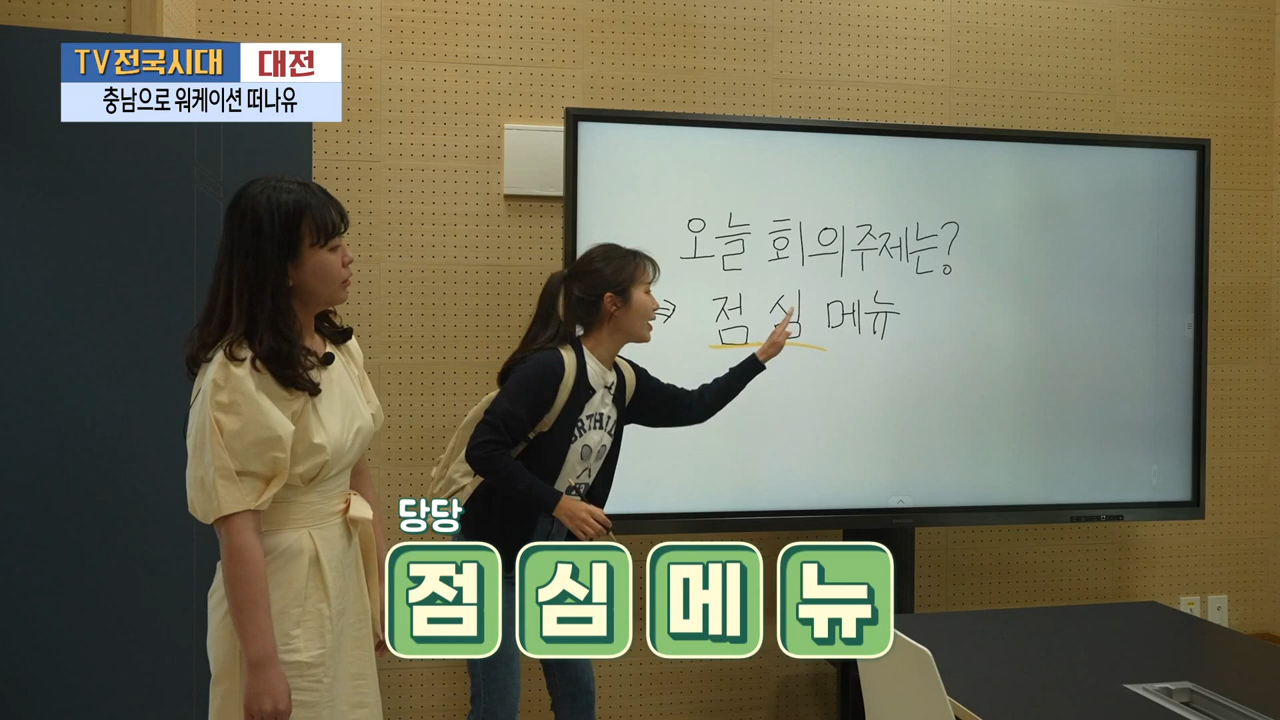 TV전국시대 대전
충남으로 워케이션 떠나유
오늘 회의주제는?
⇒ 점심 메뉴
당당
점심메뉴